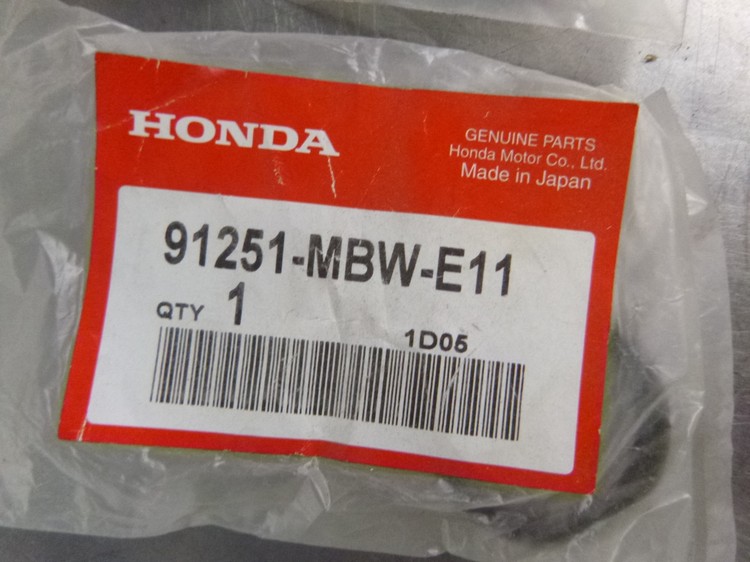 HONDA
GENUINE PARTS
Honda Motor Co., Ltd.
Made in Japan
91251-MBW-E11
QTY 1
1D05